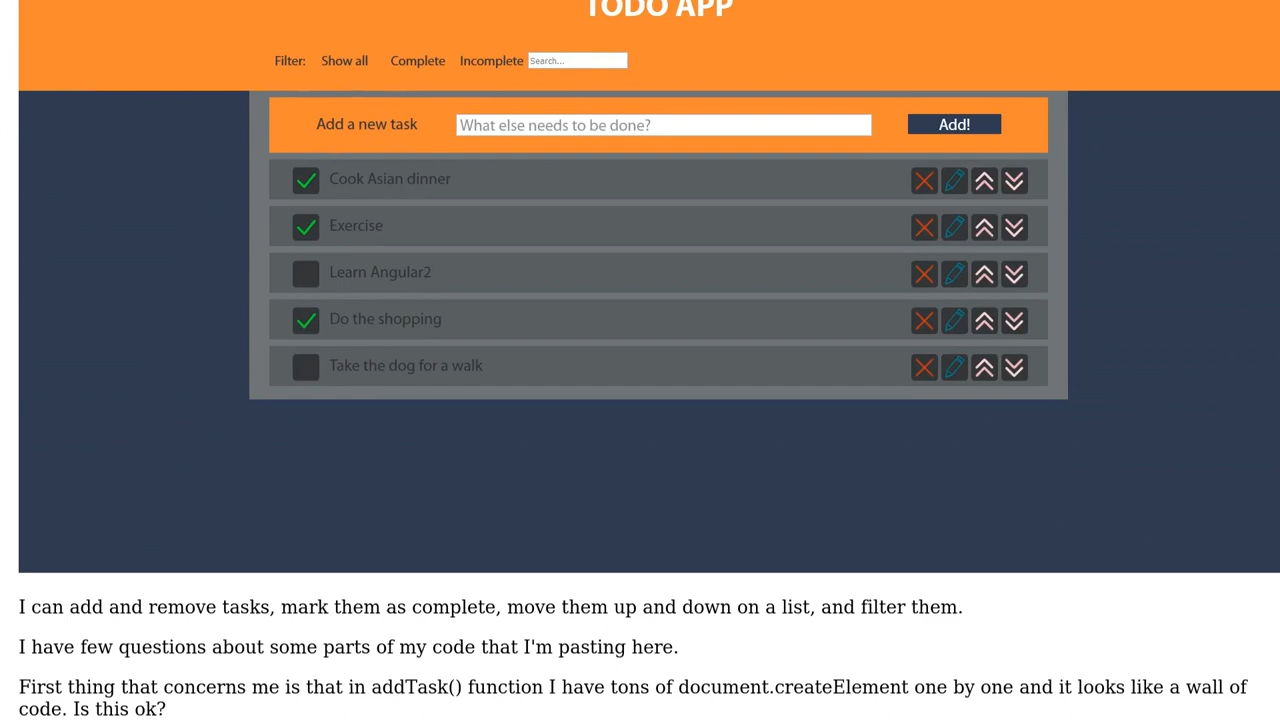 TODO APP
Filter: Show all Complete Incomplete Search...
Add a new task What else needs to be done? Add!
Cook Asian dinner
Exercise
Learn Angular2
Do the shopping
Take the dog for a walk
I can add and remove tasks, mark them as complete, move them up and down on a list, and filter them.
I have few questions about some parts of my code that I'm pasting here.
First thing that concerns me is that in addTask() function I have tons of document.createElement one by one and it looks like a wall of
code. Is this ok?